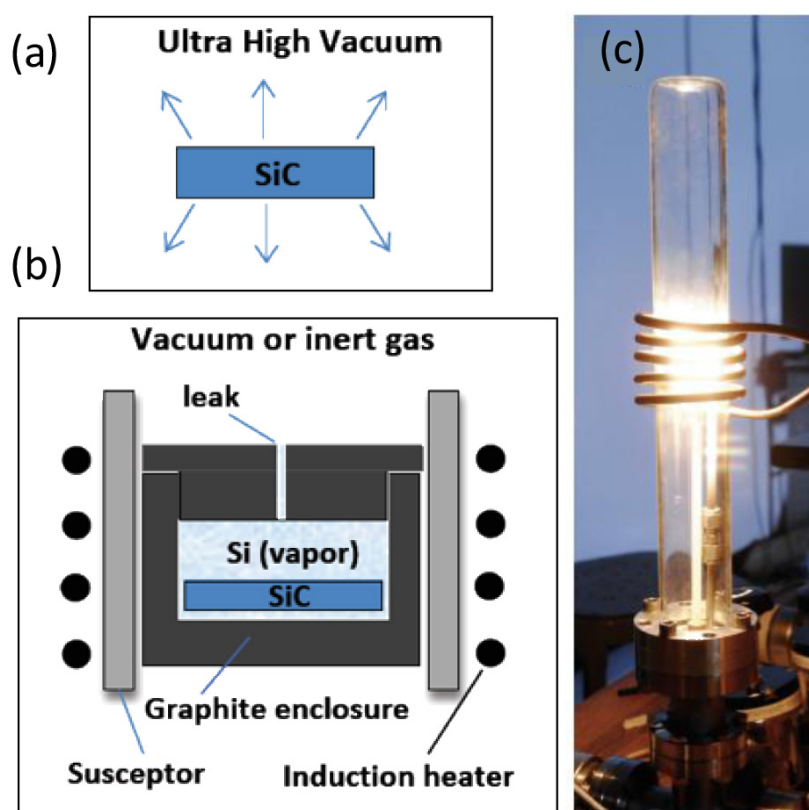 (a)
Ultra High Vacuum
SiC
(b)
Vacuum or inert gas
leak
Si (vapor)
SiC
Graphite enclosure
Susceptor
Induction heater
(c)